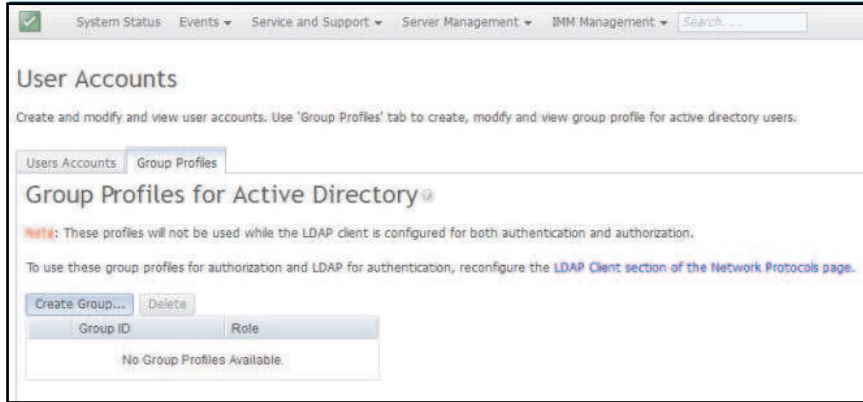 System Status Events Service and Support Server Management IMM Management Search...
User Accounts
Create and modify and view user accounts. Use 'Group Profiles' tab to create, modify and view group profile for active directory users.
Users Accounts Group Profiles
Group Profiles for Active Directory
Note: These profiles will not be used while the LDAP client is configured for both authentication and authorization.
To use these group profiles for authorization and LDAP for authentication, reconfigure the LDAP Client section of the Network Protocols page.
Create Group... Delete
Group ID Role
No Group Profiles Available.